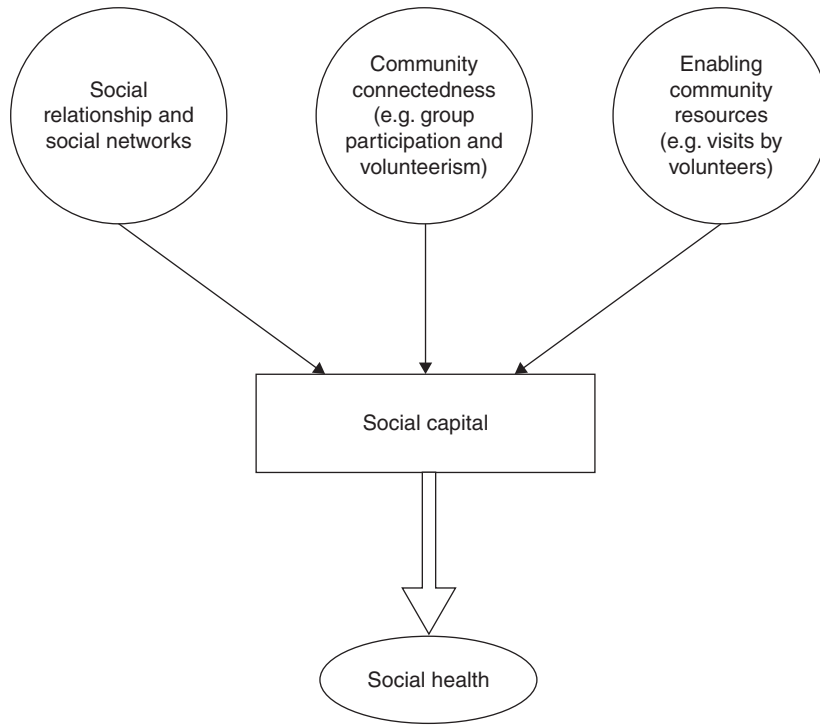 Social
relationship and
social networks
Community
connectedness
(e.g. group
participation and
volunteerism)
Enabling
community
resources
(e.g. visits by
volunteers)
Social capital
Social health